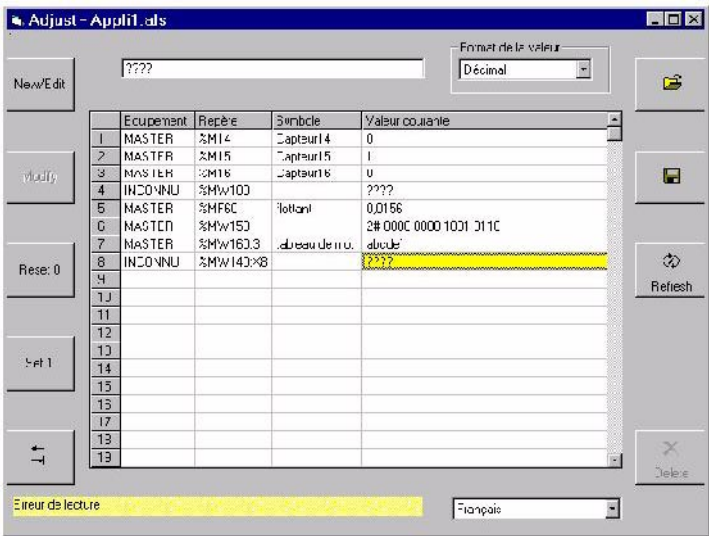 Adjust - Appli1.als
Format de la valeur
????
Décimal
New/Edit
Modify
Reset 0
Set 1
Equipement Repère Symbole Valeur courante
1 MASTER %M14 Capteur14 0
2 MASTER %M15 Capteur15 1
3 MASTER %M16 Capteur16 0
4 INCONNU %MW100 ????
5 MASTER %MF60 flottant 0,0156
6 MASTER %MW150 2# 0000 0000 1001 0110
7 MASTER %MW160:3 tableau de mo. abcdef
8 INCONNU %MW140:X8 ????
9
10
11
12
13
14
15
16
17
18
19
Refresh
Delete
Erreur de lecture
Français